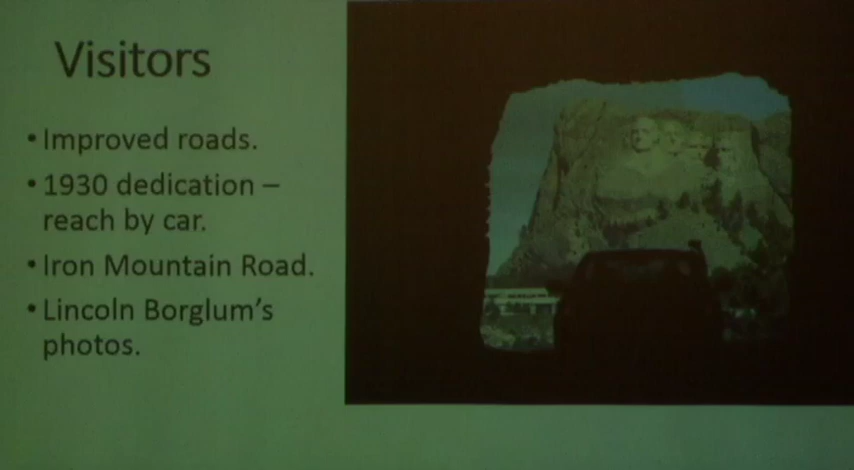 Visitors
• Improved roads.
• 1930 dedication –
reach by car.
• Iron Mountain Road.
• Lincoln Borglum's
photos.